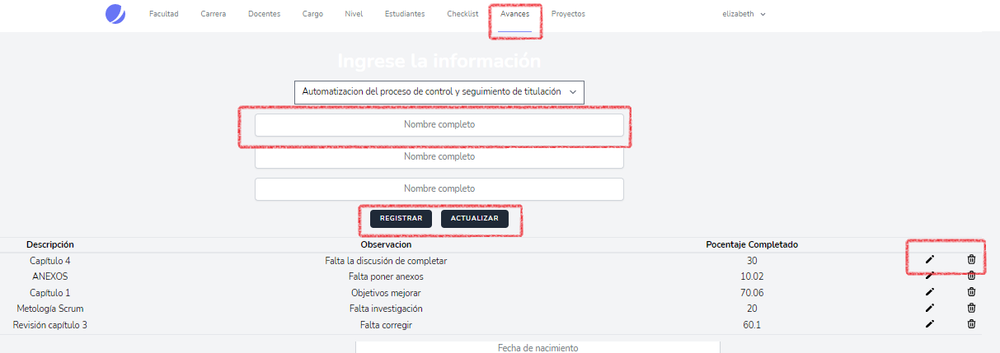 Facultad Carrera Docentes Cargo Nivel Estudiantes Checklist Avances Proyectos elizabeth
Ingrese la información
Automatizacion del proceso de control y seguimiento de titulación
Nombre completo
Nombre completo
Nombre completo
REGISTRAR ACTUALIZAR
Descripción Observacion Pocentaje Completado
Capítulo 4 Falta la discusión de completar 30
ANEXOS Falta poner anexos 10.02
Capítulo 1 Objetivos mejorar 70.06
Metología Scrum Falta investigación 20
Revisión capítulo 3 Falta corregir 60.1
Fecha de nacimiento